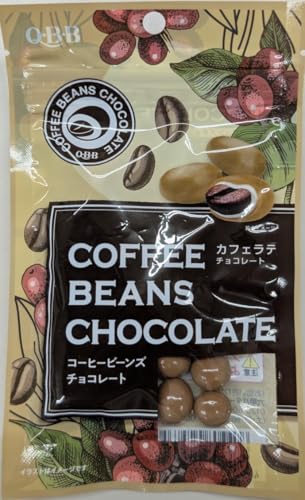 Q·B·B
COFFEE BEANS CHOCOLATE
Q·B·B
カフェラテ
チョコレート
COFFEE
BEANS
CHOCOLATE
コーヒービーンズ
チョコレート
イラストはイメージです